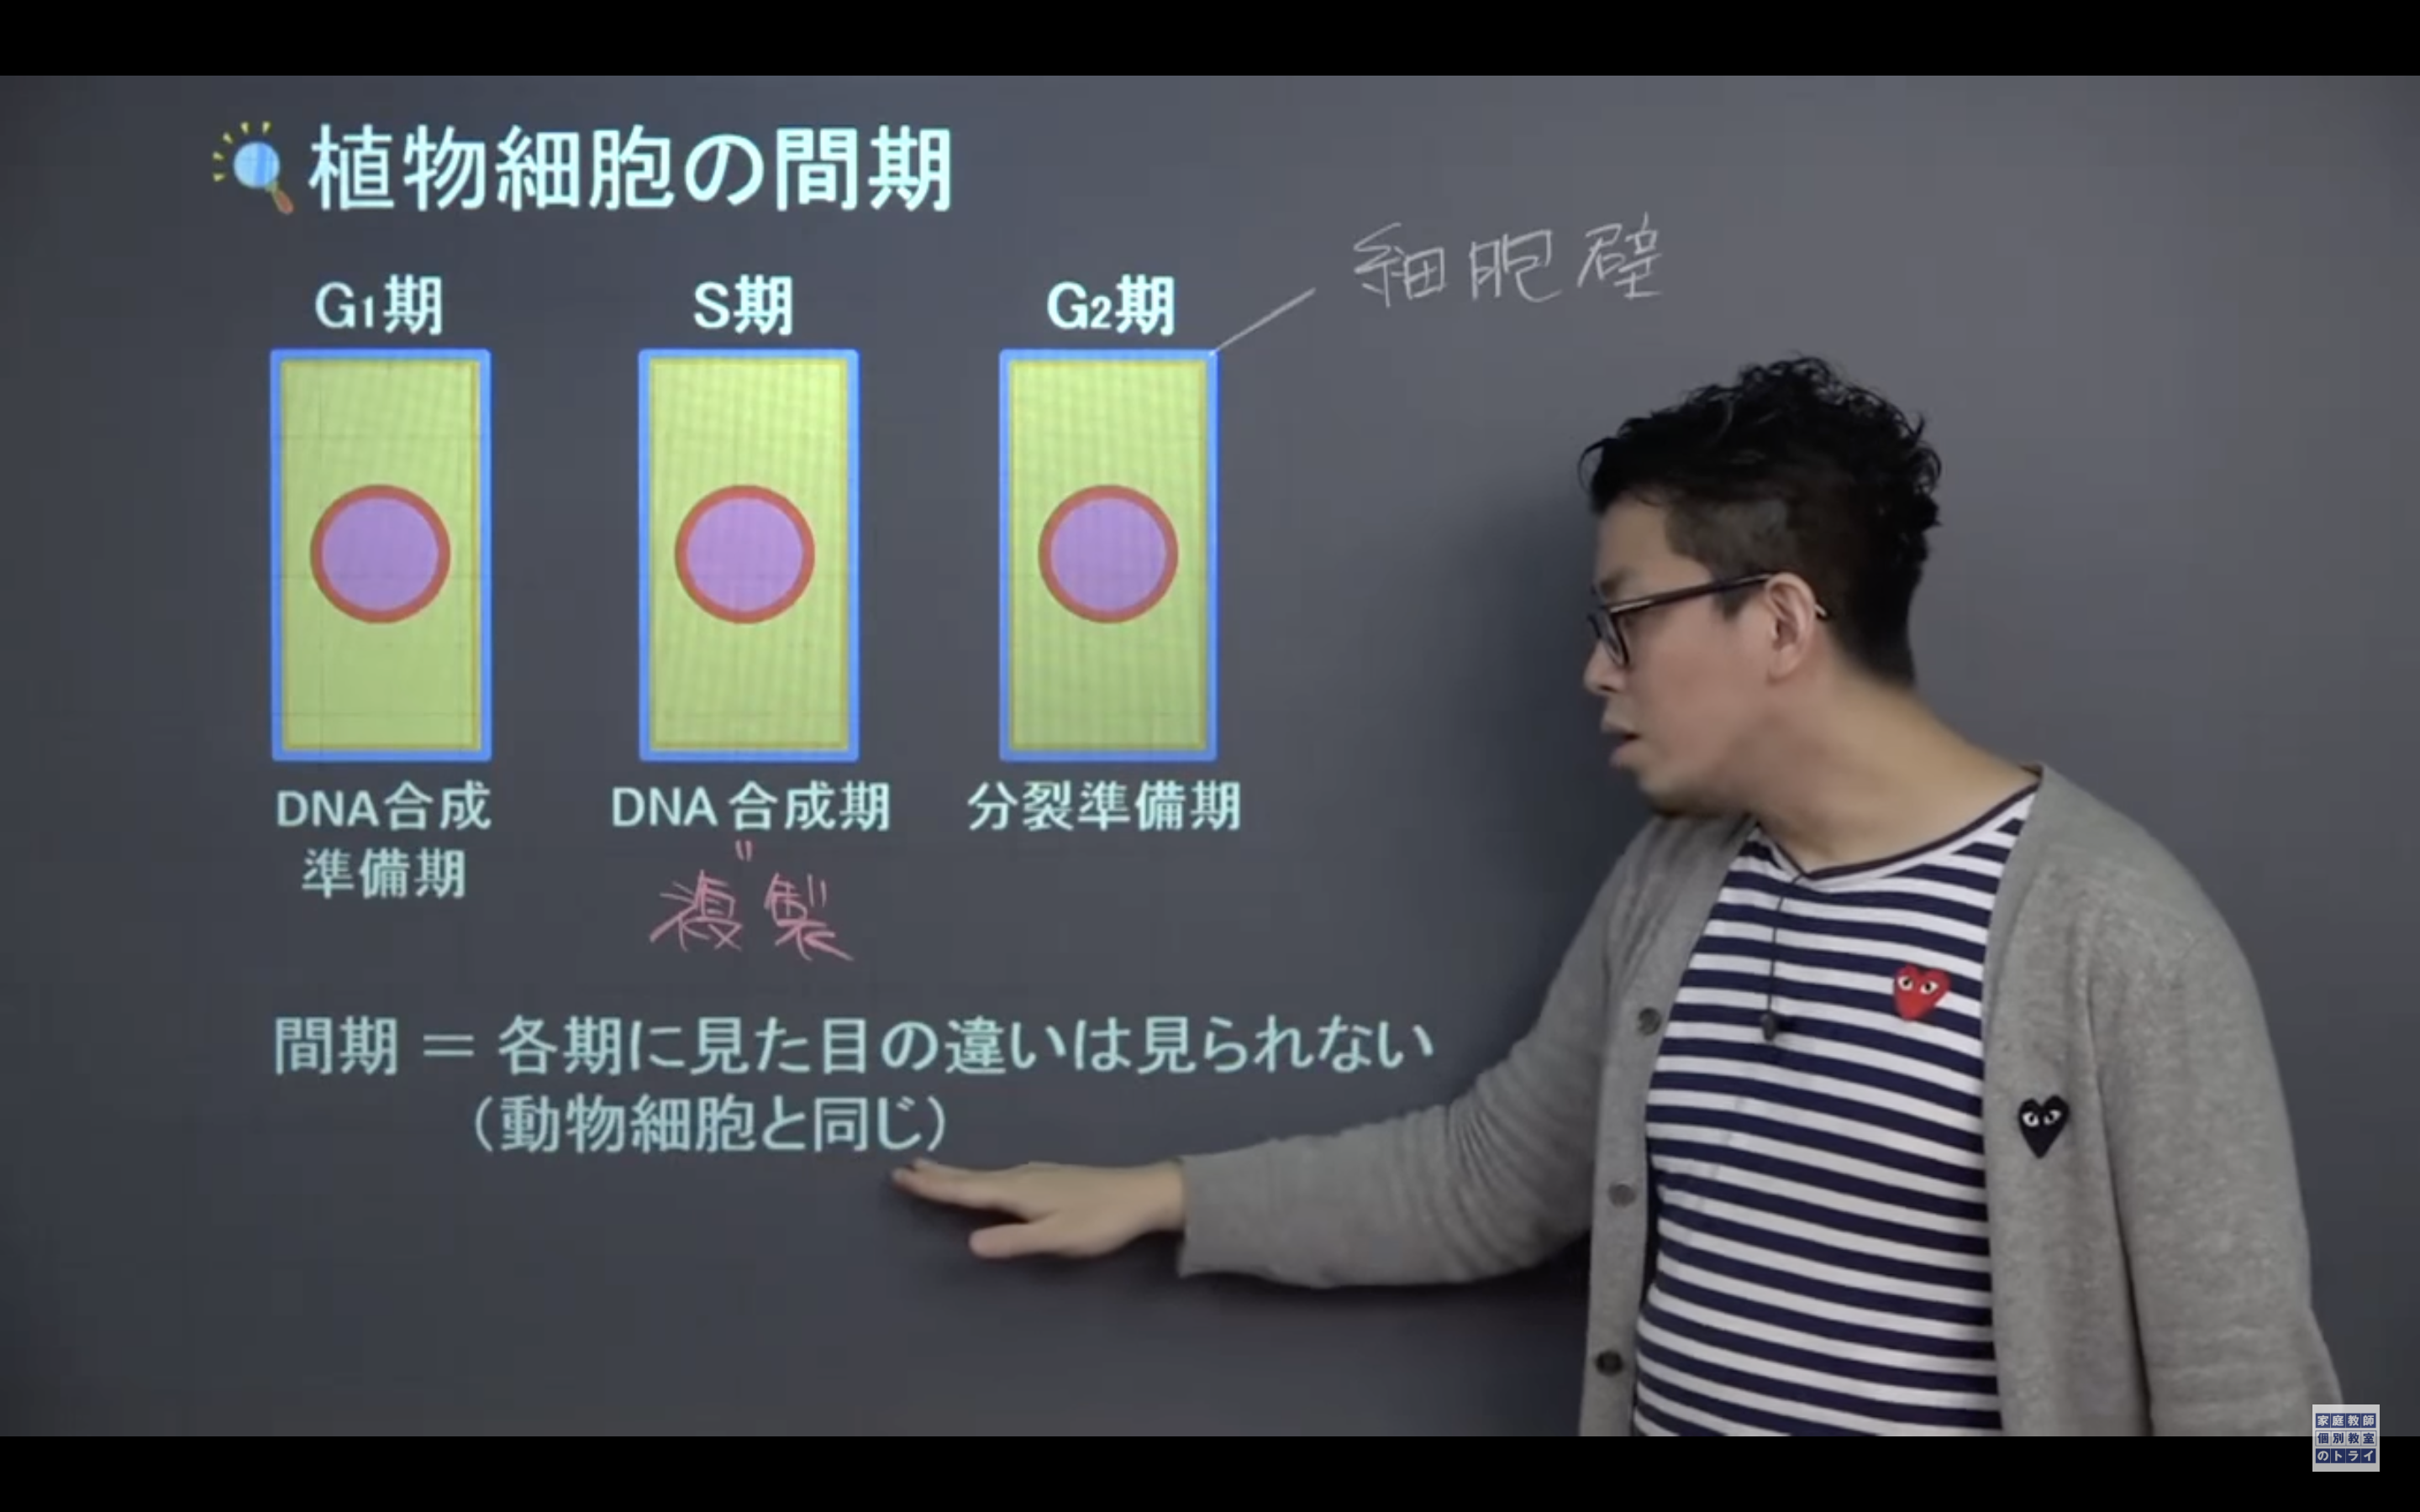 植物細胞の間期
細胞壁
G1期 S期 G2期
DNA合成 DNA合成期 分裂準備期
準備期
〃
複製
間期 = 各期に見た目の違いは見られない
(動物細胞と同じ)
家庭教師
個別教室
のトライ